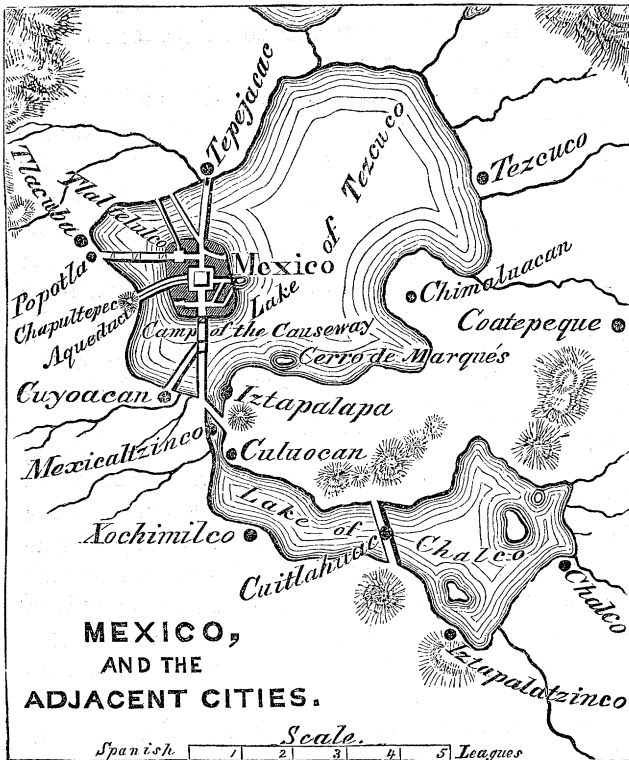 Tepejacac
Tezcuco
Tlacuba
Tlaltelulco
Lake of Tezcuco
Popotla
Mexico
Chimaluacan
Chapultepec
Aqueduct
Coatepeque
Camp of the Causeway
Cerro de Marqués
Cuyoacan
Iztapalapa
Mexicaltzinco
Culuocan
Lake of Chalco
Xochimilco
Cuitlahuac
Chalco
Iztapalatzinco
MEXICO,
AND THE
ADJACENT CITIES.
Scale.
Spanish 1 2 3 4 5 Leagues